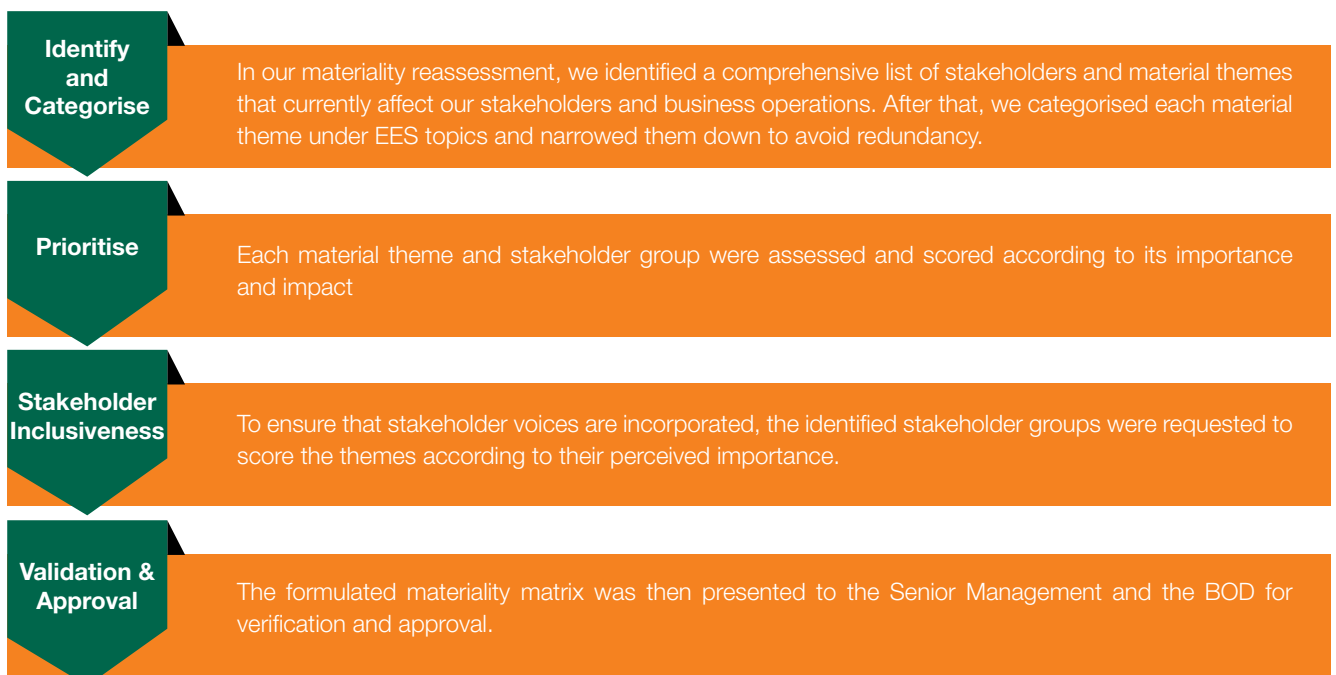 Identify
and
Categorise
In our materiality reassessment, we identified a comprehensive list of stakeholders and material themes
that currently affect our stakeholders and business operations. After that, we categorised each material
theme under EES topics and narrowed them down to avoid redundancy.
Prioritise
Each material theme and stakeholder group were assessed and scored according to its importance
and impact
Stakeholder
Inclusiveness
To ensure that stakeholder voices are incorporated, the identified stakeholder groups were requested to
score the themes according to their perceived importance.
Validation &
Approval
The formulated materiality matrix was then presented to the Senior Management and the BOD for
verification and approval.